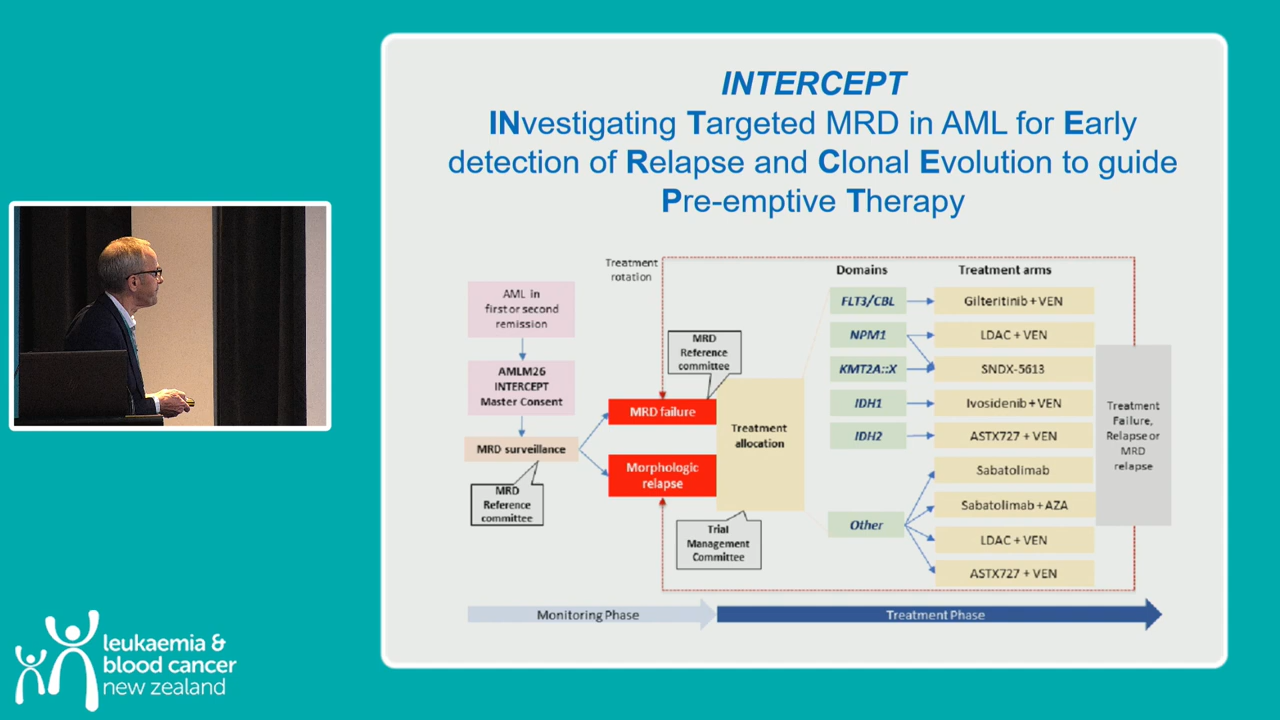 INTERCEPT
INvestigating Targeted MRD in AML for Early
detection of Relapse and Clonal Evolution to guide
Pre-emptive Therapy
Treatment
rotation
Domains
Treatment arms
AML in
first or second
remission
AMLM26
INTERCEPT
Master Consent
MRD surveillance
MRD
Reference
committee
MRD
Reference
committee
MRD failure
Morphologic
relapse
Treatment
allocation
Trial
Management
Committee
FLT3/CBL
Gilteritinib + VEN
NPM1
LDAC + VEN
KMT2A::X
SNDX-5613
IDH1
Ivosidenib + VEN
IDH2
ASTX727 + VEN
Other
Sabatolimab
Sabatolimab + AZA
LDAC + VEN
ASTX727 + VEN
Treatment
Failure,
Relapse or
MRD
relapse
Monitoring Phase
Treatment Phase
leukaemia &
blood cancer
new zealand